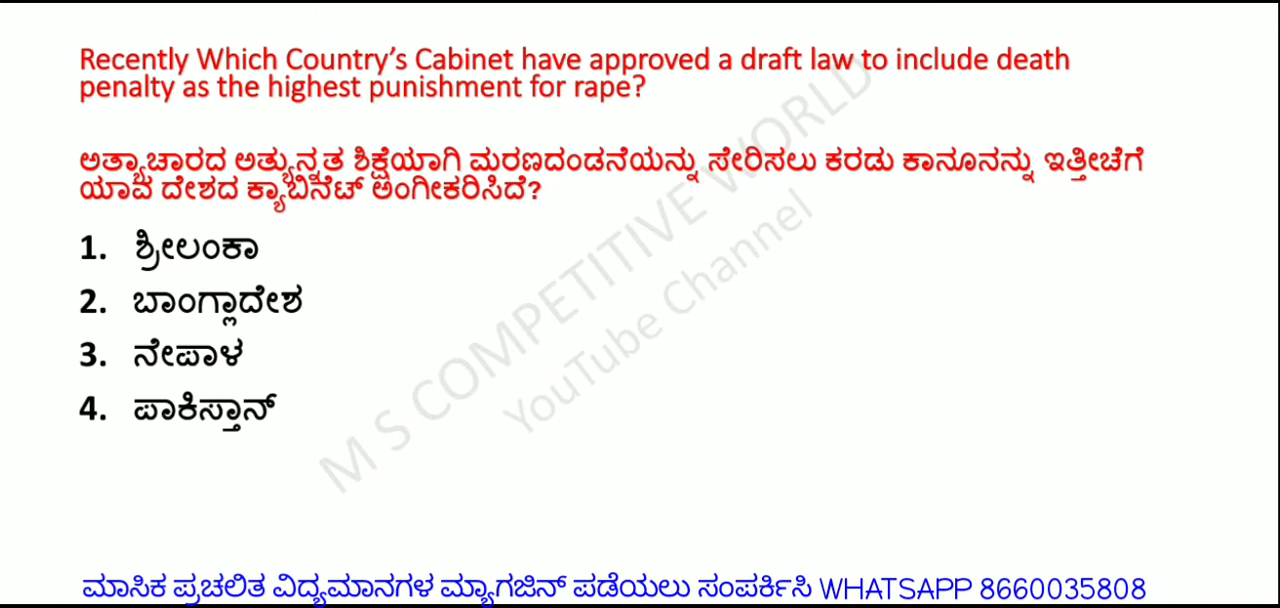 Recently Which Country's Cabinet have approved a draft law to include death
penalty as the highest punishment for rape?
ಅತ್ಯಾಚಾರದ ಅತ್ಯುನ್ನತ ಶಿಕ್ಷೆಯಾಗಿ ಮರಣದಂಡನೆಯನ್ನು ಸೇರಿಸಲು ಕರಡು ಕಾನೂನನ್ನು ಇತ್ತೀಚೆಗೆ
ಯಾವ ದೇಶದ ಕ್ಯಾಬಿನೆಟ್ ಅಂಗೀಕರಿಸಿದೆ?
1. ಶ್ರೀಲಂಕಾ
2. ಬಾಂಗ್ಲಾದೇಶ
3. ನೇಪಾಳ
4. ಪಾಕಿಸ್ತಾನ್
M S COMPETITIVE WORLD
YouTube Channel
ಮಾಸಿಕ ಪ್ರಚಲಿತ ವಿದ್ಯಮಾನಗಳ ಮ್ಯಾಗಜಿನ್ ಪಡೆಯಲು ಸಂಪರ್ಕಿಸಿ WHATSAPP 8660035808